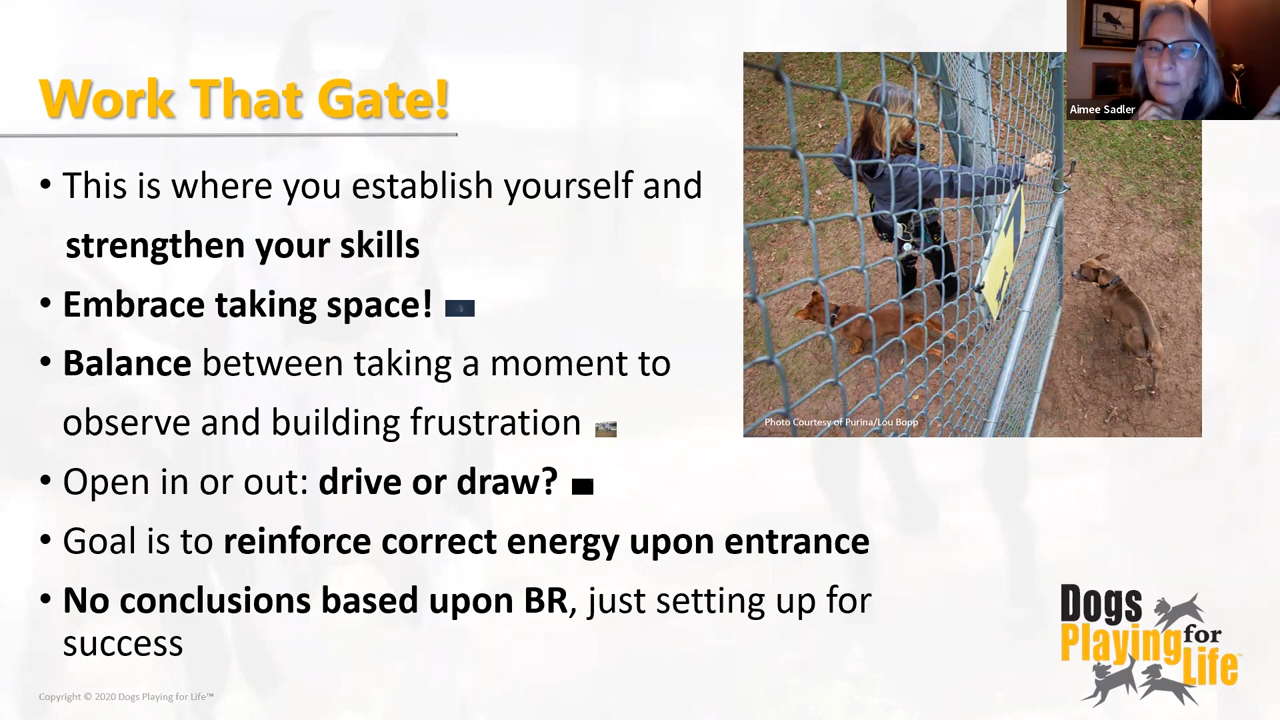 Work That Gate!
• This is where you establish yourself and
strengthen your skills
• Embrace taking space!
• Balance between taking a moment to
observe and building frustration
• Open in or out: drive or draw?
• Goal is to reinforce correct energy upon entrance
• No conclusions based upon BR, just setting up for
success
Aimee Sadler
Photo Courtesy of Purina/Lou Bopp
Dogs
Playing for
Life™
Copyright © 2020 Dogs Playing for Life™